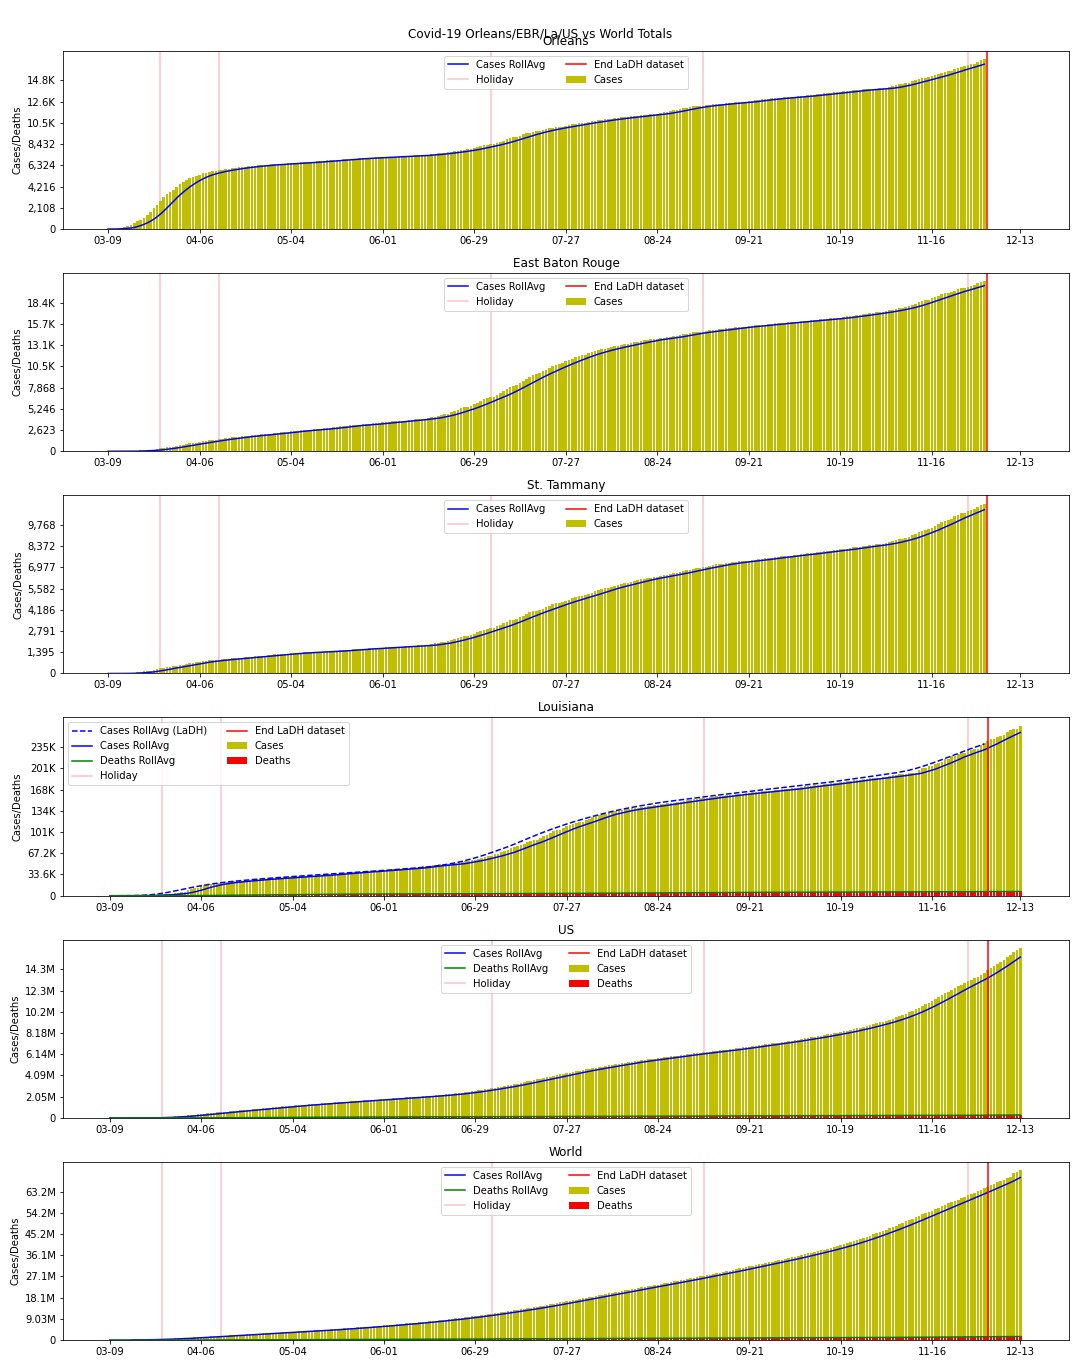 Covid-19 Orleans/EBR/La/US vs World Totals
Orleans
Cases RollAvg
Holiday
End LaDH dataset
Cases
Cases/Deaths
14.8K
12.6K
10.5K
8,432
6,324
4,216
2,108
0
03-09 04-06 05-04 06-01 06-29 07-27 08-24 09-21 10-19 11-16 12-13
East Baton Rouge
Cases RollAvg
Holiday
End LaDH dataset
Cases
Cases/Deaths
18.4K
15.7K
13.1K
10.5K
7,868
5,246
2,623
0
03-09 04-06 05-04 06-01 06-29 07-27 08-24 09-21 10-19 11-16 12-13
St. Tammany
Cases RollAvg
Holiday
End LaDH dataset
Cases
Cases/Deaths
9,768
8,372
6,977
5,582
4,186
2,791
1,395
0
03-09 04-06 05-04 06-01 06-29 07-27 08-24 09-21 10-19 11-16 12-13
Louisiana
Cases RollAvg (LaDH)
Cases RollAvg
Deaths RollAvg
Holiday
End LaDH dataset
Cases
Deaths
Cases/Deaths
235K
201K
168K
134K
101K
67.2K
33.6K
0
03-09 04-06 05-04 06-01 06-29 07-27 08-24 09-21 10-19 11-16 12-13
US
Cases RollAvg
Deaths RollAvg
Holiday
End LaDH dataset
Cases
Deaths
Cases/Deaths
14.3M
12.3M
10.2M
8.18M
6.14M
4.09M
2.05M
0
03-09 04-06 05-04 06-01 06-29 07-27 08-24 09-21 10-19 11-16 12-13
World
Cases RollAvg
Deaths RollAvg
Holiday
End LaDH dataset
Cases
Deaths
Cases/Deaths
63.2M
54.2M
45.2M
36.1M
27.1M
18.1M
9.03M
0
03-09 04-06 05-04 06-01 06-29 07-27 08-24 09-21 10-19 11-16 12-13